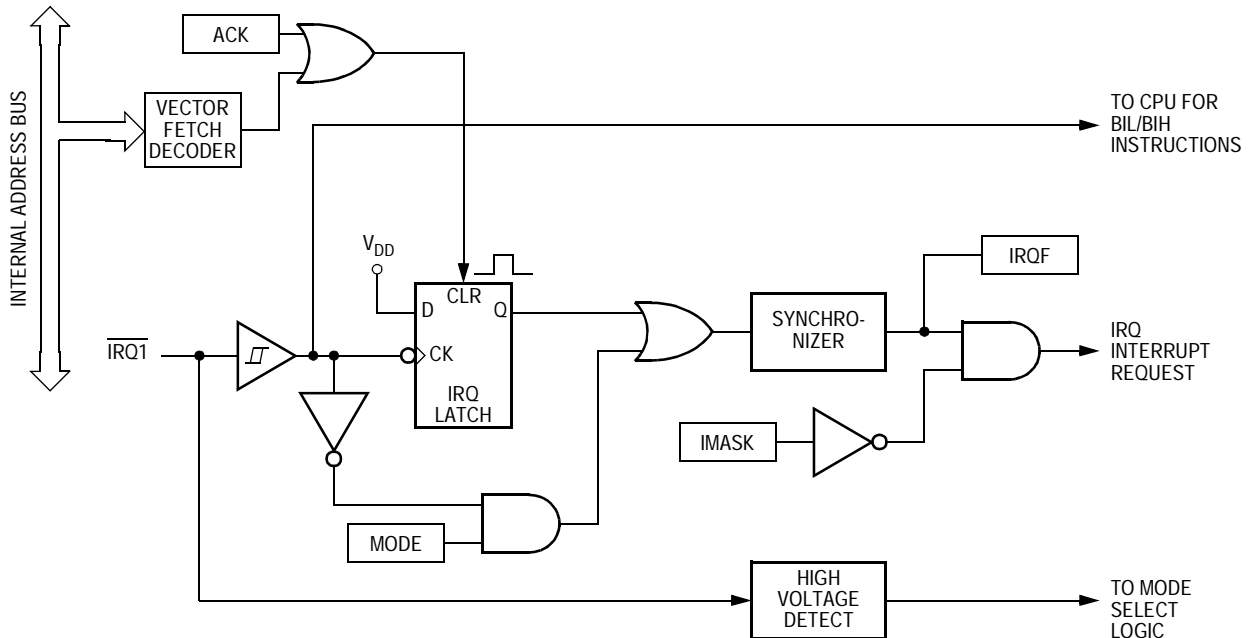 INTERNAL ADDRESS BUS
ACK
VECTOR
FETCH
DECODER
TO CPU FOR
BIL/BIH
INSTRUCTIONS
VDD
D
CLR
Q
CK
IRQ
LATCH
IRQ1
SYNCHRO-
NIZER
IRQF
IRQ
INTERRUPT
REQUEST
IMASK
MODE
HIGH
VOLTAGE
DETECT
TO MODE
SELECT
LOGIC